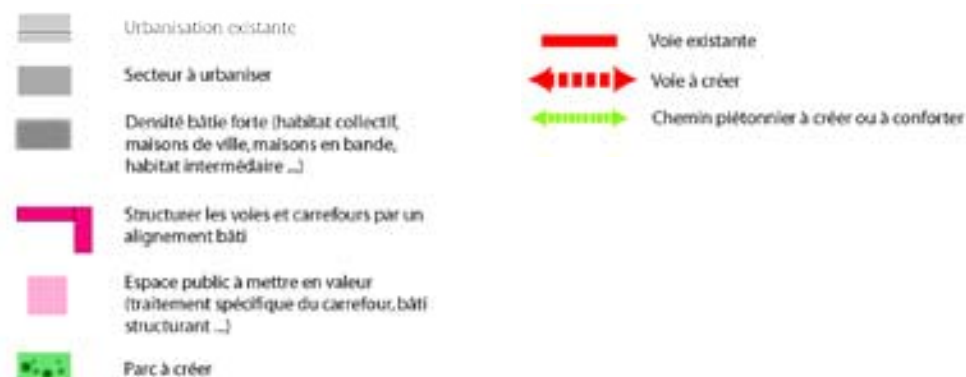 Urbanisation existante
Secteur à urbaniser
Densité bâtie forte (habitat collectif,
maisons de ville, maisons en bande,
habitat intermédaire ...)
Structurer les voies et carrefours par un
alignement bâti
Espace public à mettre en valeur
(traitement spécifique du carrefour, bâti
structurant ...)
Parc à créer
Voie existante
Voie à créer
Chemin piétonnier à créer ou à conforter